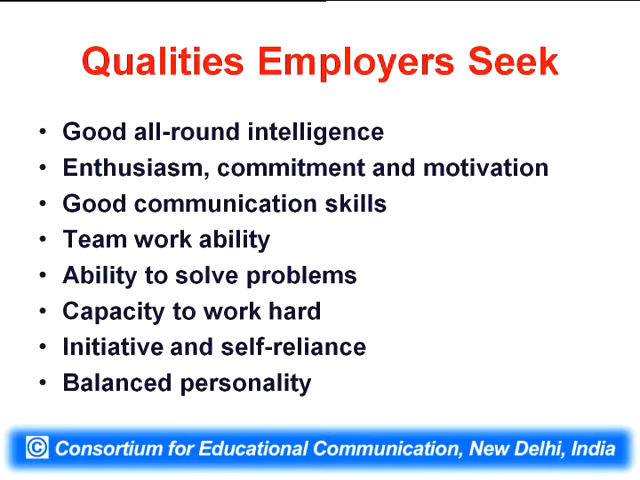 Qualities Employers Seek
• Good all-round intelligence
• Enthusiasm, commitment and motivation
• Good communication skills
• Team work ability
• Ability to solve problems
• Capacity to work hard
• Initiative and self-reliance
• Balanced personality
© Consortium for Educational Communication, New Delhi, India